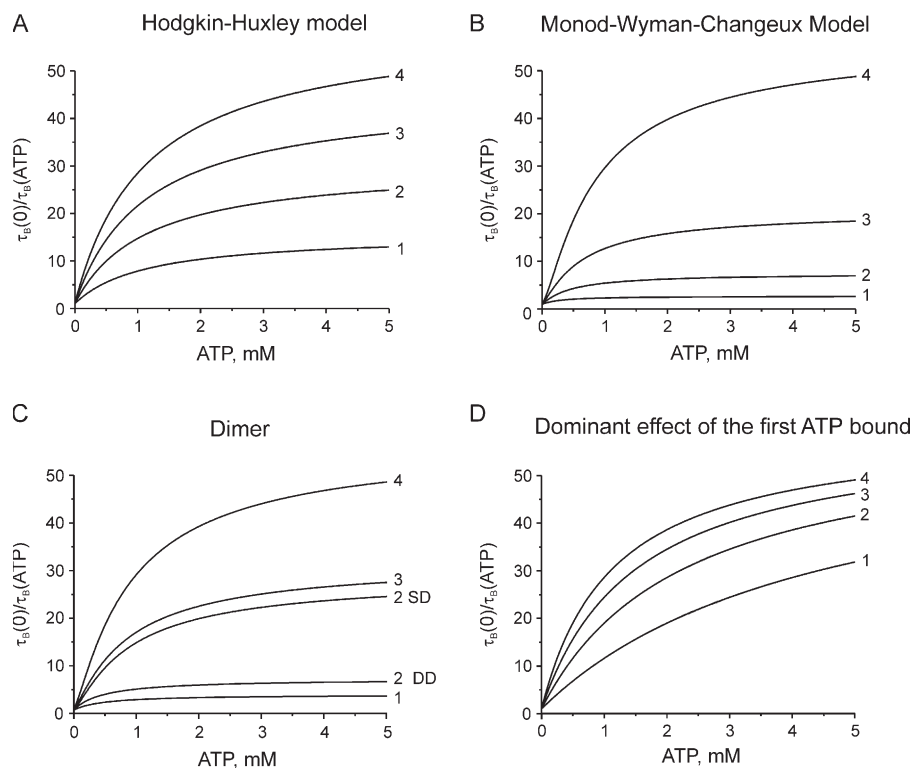 A
Hodgkin-Huxley model
50
40
30
20
10
0
τB(0)/τB(ATP)
4
3
2
1
0 1 2 3 4 5
ATP, mM
B
Monod-Wyman-Changeux Model
50
40
30
20
10
0
τB(0)/τB(ATP)
4
3
2
1
0 1 2 3 4 5
ATP, mM
C
Dimer
50
40
30
20
10
0
τB(0)/τB(ATP)
4
3
2 SD
2 DD
1
0 1 2 3 4 5
ATP, mM
D
Dominant effect of the first ATP bound
50
40
30
20
10
0
τB(0)/τB(ATP)
4
3
2
1
0 1 2 3 4 5
ATP, mM